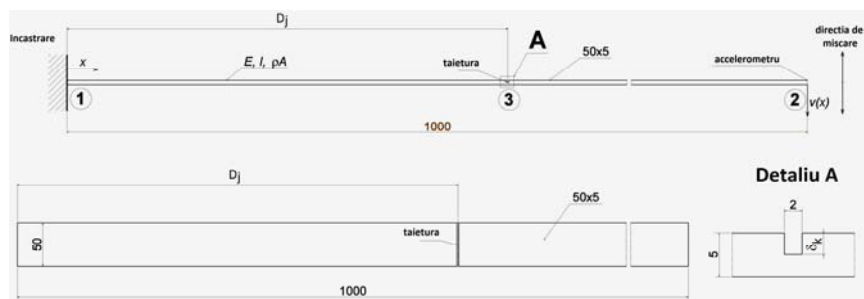 Dj
Incastrare
A
directia de
miscare
x
E, I, ρA
taietura
50x5
accelerometru
1
3
2
v(x)
1000
Dj
Detaliu A
50x5
2
50
taietura
5
δk
1000